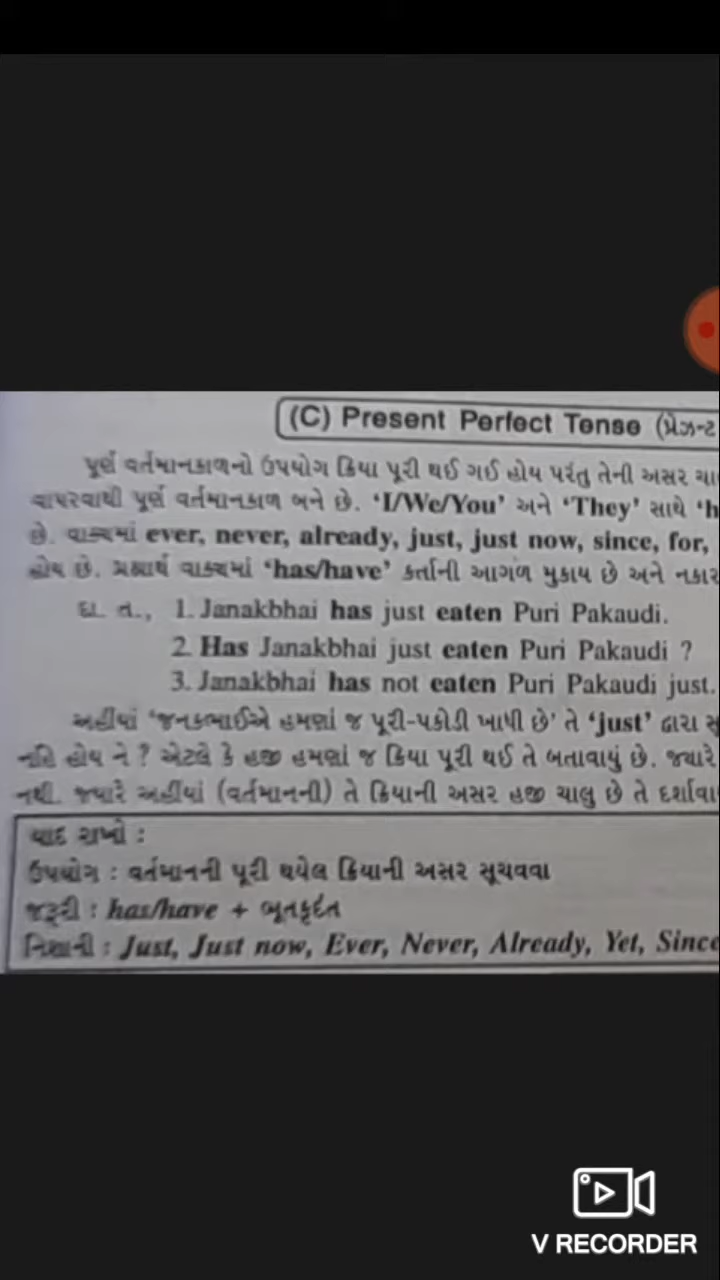 (C) Present Perfect Tense (પ્રેઝન્ટ
પૂર્ણ વર્તમાનકાળનો ઉપયોગ ક્રિયા પૂરી થઈ ગઈ હોય પરંતુ તેની અસર ચા
વાપરવાથી પૂર્ણ વર્તમાનકાળ બને છે. ‘I/We/You’ અને ‘They’ સાથે ‘h
છે. વાક્યમાં ever, never, already, just, just now, since, for,
હોય છે. પ્રશ્નાર્થ વાક્યમાં ‘has/have’ કર્તાની આગળ મુકાય છે અને નકાર
દા. ત., 1. Janakbhai has just eaten Puri Pakaudi.
2. Has Janakbhai just eaten Puri Pakaudi ?
3. Janakbhai has not eaten Puri Pakaudi just.
અહીંયાં ‘જનકભાઈએ હમણાં જ પૂરી-પકોડી ખાધી છે’ તે ‘just’ દ્વારા સૂ
નહિ હોય ને ? એટલે કે હજી હમણાં જ ક્રિયા પૂરી થઈ તે બતાવાયું છે. જ્યારે
નથી. જ્યારે અહીંયાં (વર્તમાનની) તે ક્રિયાની અસર હજી ચાલુ છે તે દર્શાવા
યાદ રાખો :
ઉપયોગ : વર્તમાનની પૂરી થયેલ ક્રિયાની અસર સૂચવવા
જરૂરી : has/have + ભૂતકૃદંત
નિશાની : Just, Just now, Ever, Never, Already, Yet, Since
V RECORDER